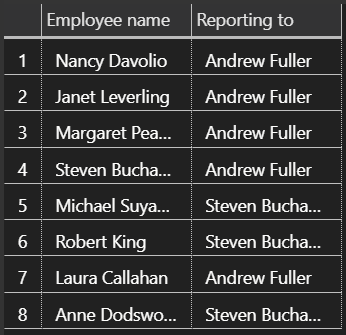 Employee name Reporting to
1 Nancy Davolio Andrew Fuller
2 Janet Leverling Andrew Fuller
3 Margaret Pea... Andrew Fuller
4 Steven Bucha... Andrew Fuller
5 Michael Suya... Steven Bucha...
6 Robert King Steven Bucha...
7 Laura Callahan Andrew Fuller
8 Anne Dodswo... Steven Bucha...